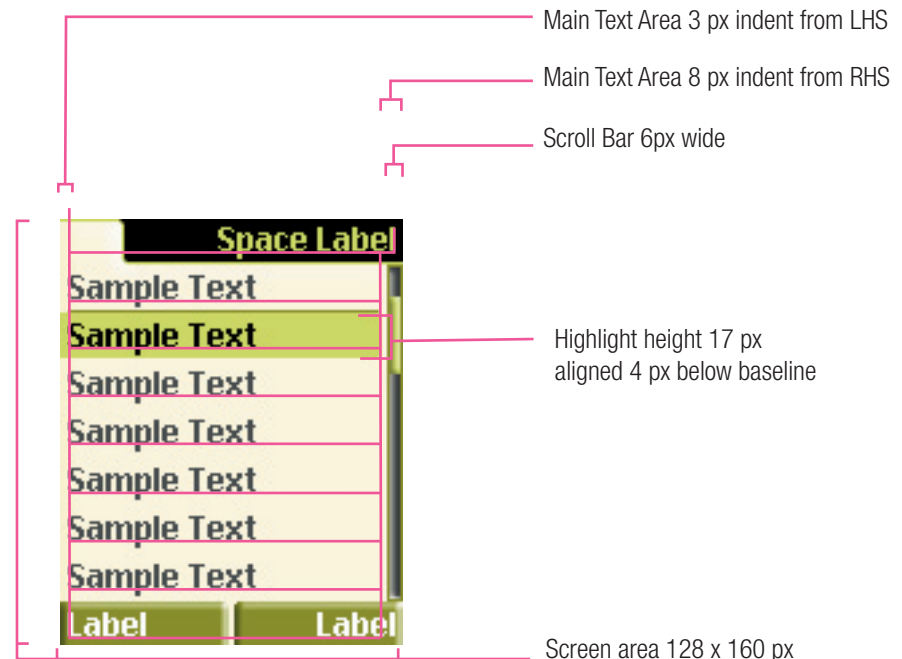 Main Text Area 3 px indent from LHS
Main Text Area 8 px indent from RHS
Scroll Bar 6px wide
Space Label
Sample Text
Sample Text
Sample Text
Sample Text
Sample Text
Sample Text
Sample Text
Highlight height 17 px
aligned 4 px below baseline
Label Label
Screen area 128 x 160 px